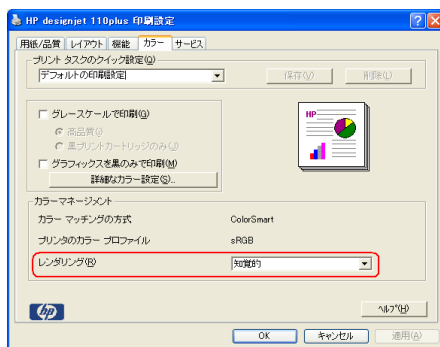 HP designjet 110plus 印刷設定
用紙/品質 レイアウト 機能 カラー サービス
プリント タスクのクイック設定(Q)
デフォルトの印刷設定 保存(V) 削除(L)
グレースケールで印刷(G)
高品質(I)
黒プリントカートリッジのみ(J)
グラフィックスを黒のみで印刷(M)
詳細なカラー設定(S)...
HP
カラーマネージメント
カラー マッチングの方式 ColorSmart
プリンタのカラー プロファイル sRGB
レンダリング(R) 知覚的
hp
ヘルプ(H)
OK キャンセル 適用(A)